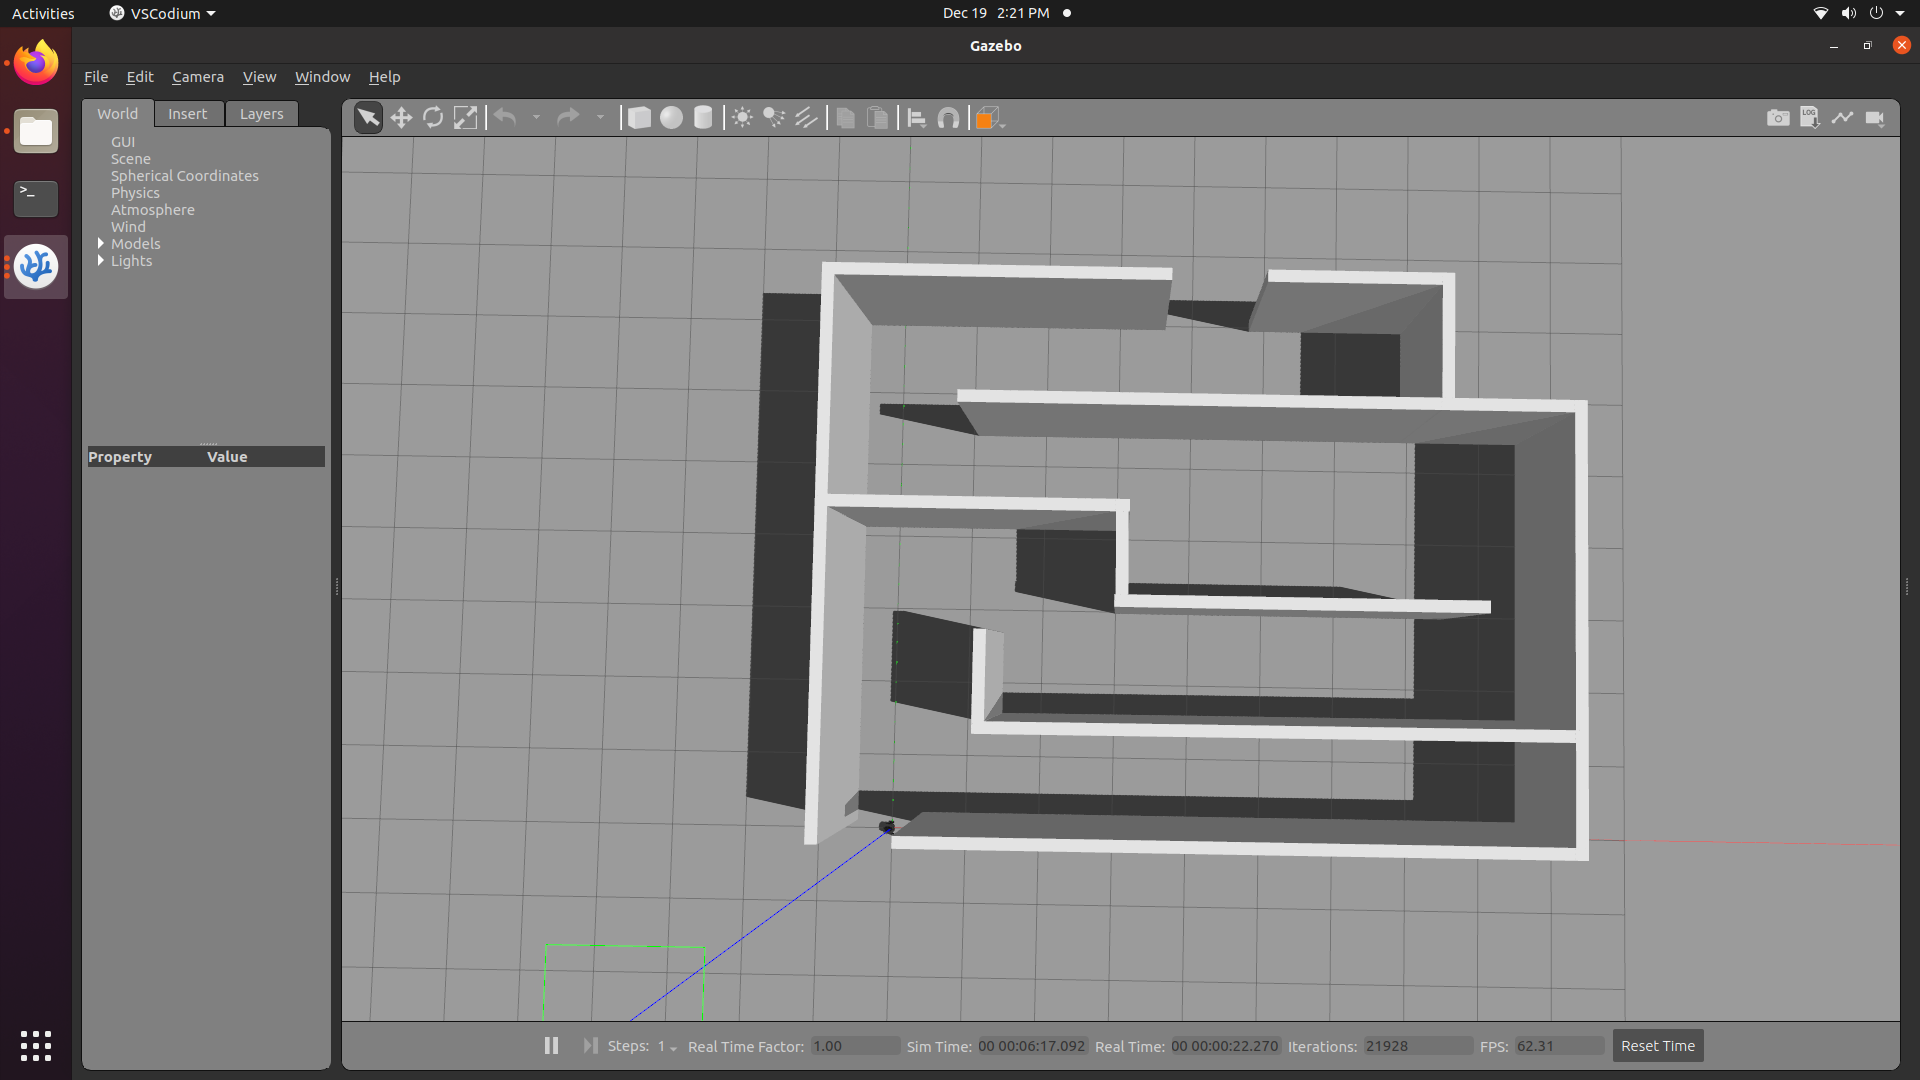 Activities VSCodium Dec 19 2:21 PM
Gazebo
File Edit Camera View Window Help
World Insert Layers
LOG
GUI
Scene
Spherical Coordinates
Physics
Atmosphere
Wind
Models
Lights
Property Value
>_
Steps: 1 Real Time Factor: 1.00 Sim Time: 00 00:06:17.092 Real Time: 00 00:00:22.270 Iterations: 21928 FPS: 62.31 Reset Time